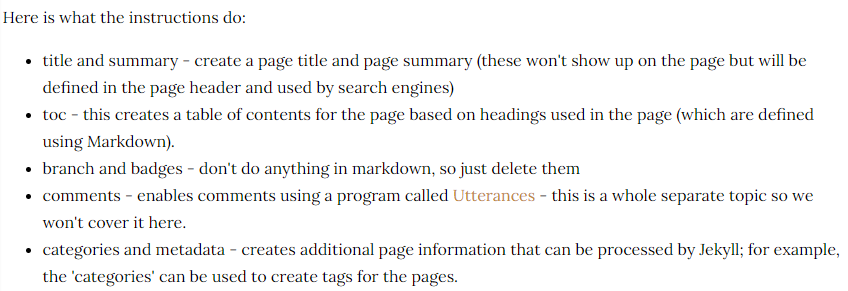 Here is what the instructions do:
• title and summary - create a page title and page summary (these won't show up on the page but will be
defined in the page header and used by search engines)
• toc - this creates a table of contents for the page based on headings used in the page (which are defined
using Markdown).
• branch and badges - don't do anything in markdown, so just delete them
• comments - enables comments using a program called Utterances - this is a whole separate topic so we
won't cover it here.
• categories and metadata - creates additional page information that can be processed by Jekyll; for example,
the 'categories' can be used to create tags for the pages.